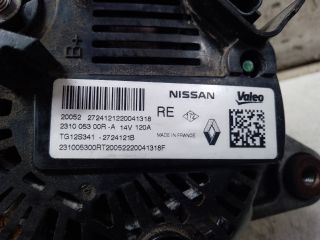 B+
NISSAN Valeo
20052 2724121220041318 RE
2310 053 00R -A 14V 120A
TG12S341 - 2724121B MADE IN FRANCE
231005300RT20052220041318F